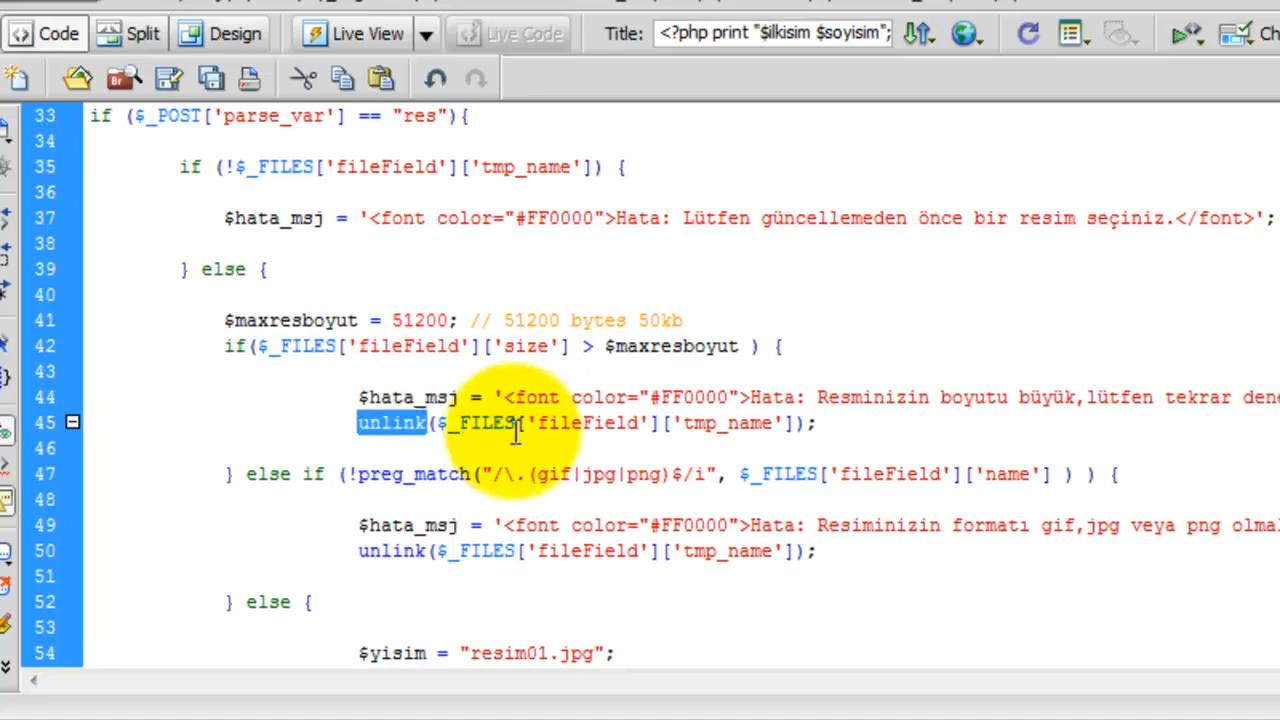 Code Split Design Live View Live Code Title: <?php print "$ilkisim $soyisim"; Ch
Br
33 if ($_POST['parse_var'] == "res"){
34
35 if (!$_FILES['fileField']['tmp_name']) {
36
37 $hata_msj = '<font color="#FF0000">Hata: Lütfen güncellemeden önce bir resim seçiniz.</font>';
38
39 } else {
40
41 $maxresboyut = 51200; // 51200 bytes 50kb
42 if($_FILES['fileField']['size'] > $maxresboyut ) {
43
44 $hata_msj = '<font color="#FF0000">Hata: Resminizin boyutu büyük,lütfen tekrar dene
45 unlink($_FILES['fileField']['tmp_name']);
46
47 } else if (!preg_match("/\.(gif|jpg|png)$/i", $_FILES['fileField']['name'] ) ) {
48
49 $hata_msj = '<font color="#FF0000">Hata: Resiminizin formatı gif,jpg veya png olmal
50 unlink($_FILES['fileField']['tmp_name']);
51
52 } else {
53
54 $yisim = "resim01.jpg";